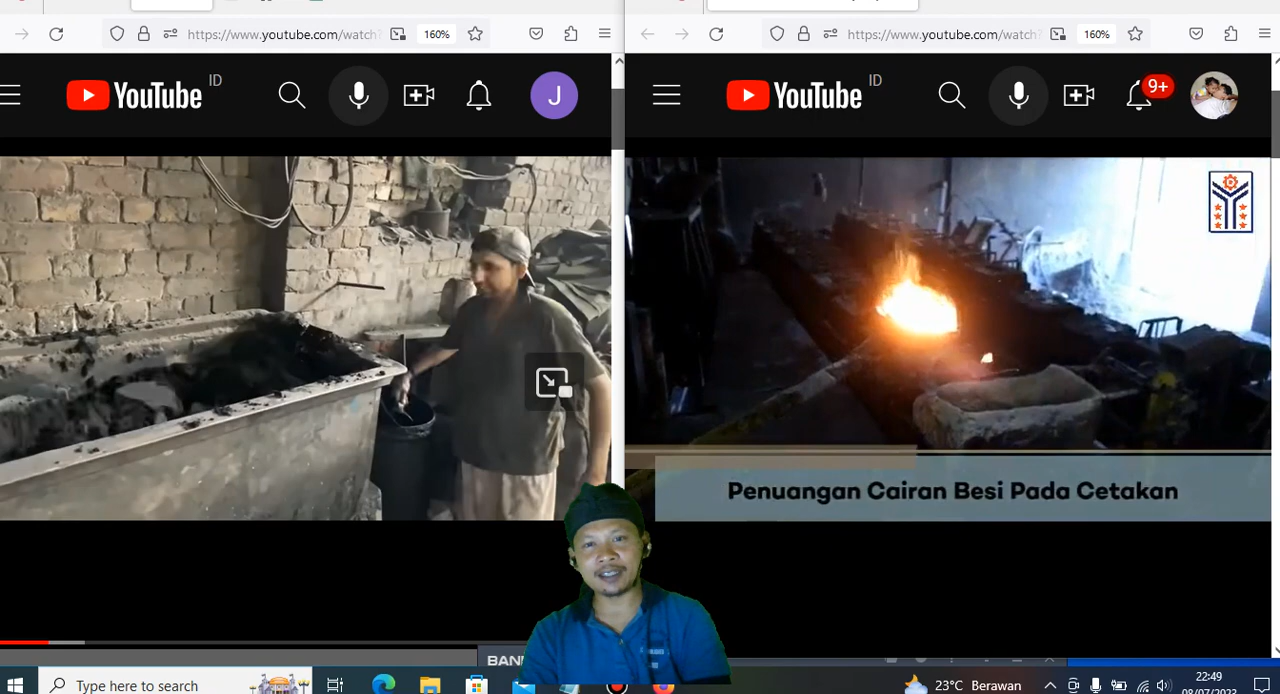 https://www.youtube.com/watch?
160%
https://www.youtube.com/watch?
160%
YouTube ID
J
YouTube ID
9+
Penuangan Cairan Besi Pada Cetakan
BAN
Type here to search
23°C Berawan
22:49